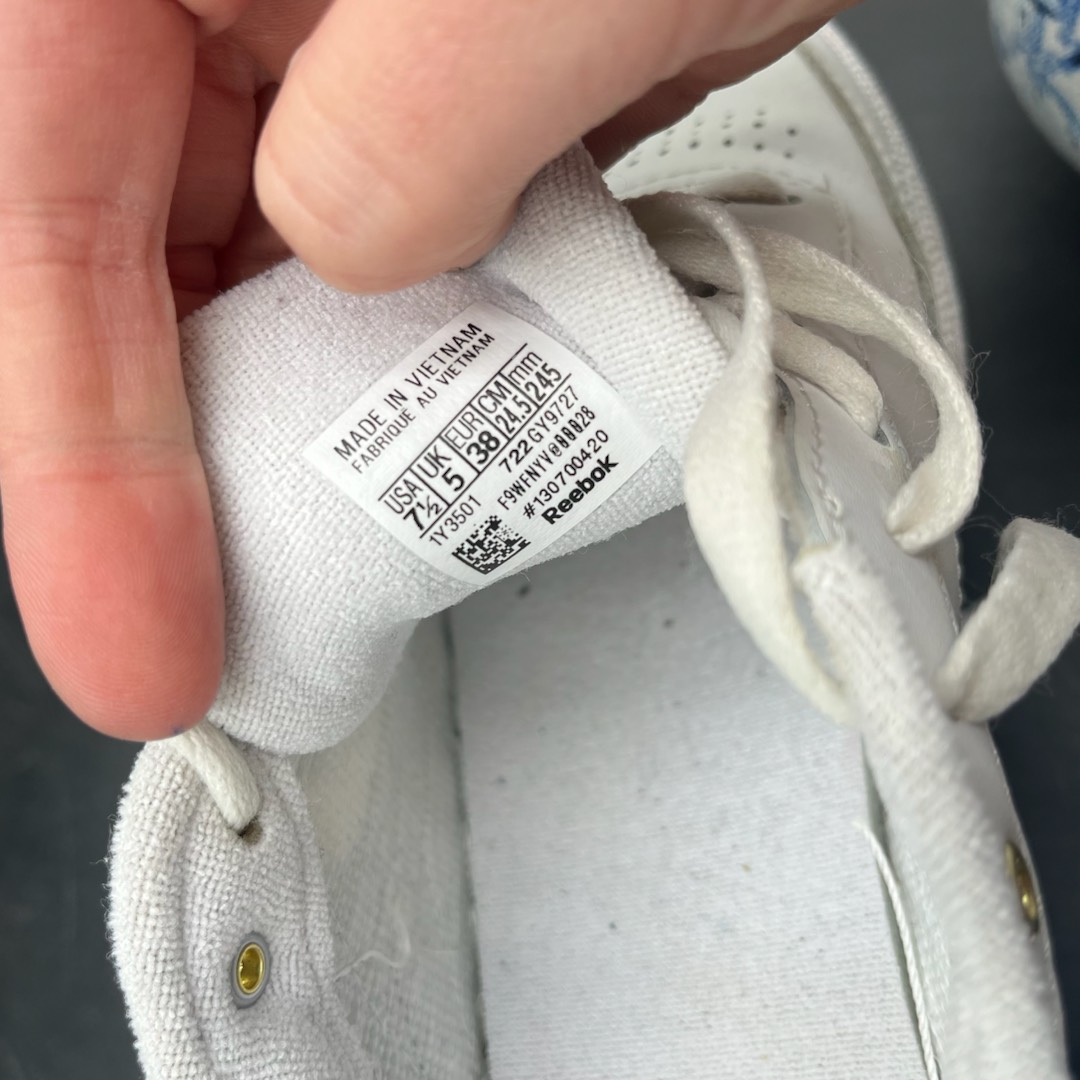 MADE IN VIETNAM
FABRIQUE AU VIETNAM
USA UK EUR CM mm
7½ 5 38 24.5 245
1Y3501 722 GY9727
#130700420
Reebok